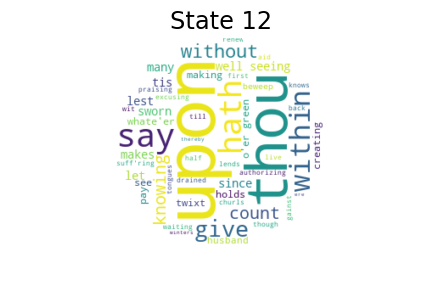 State 12
renew
without
aid
many
well seeing
making
first
tis
praising
beweep
knows
excusing
lest
wit
sworn
back
whate'er
till
say
upon
hath
thou
within
o'er green
creating
thereby
makes
half
live
suff'ring
knowing
tongues
drained
lends
authorizing
let
see
pay
since
holds
are
twixt
churls
count
against
waiting
give
though
winters
husband